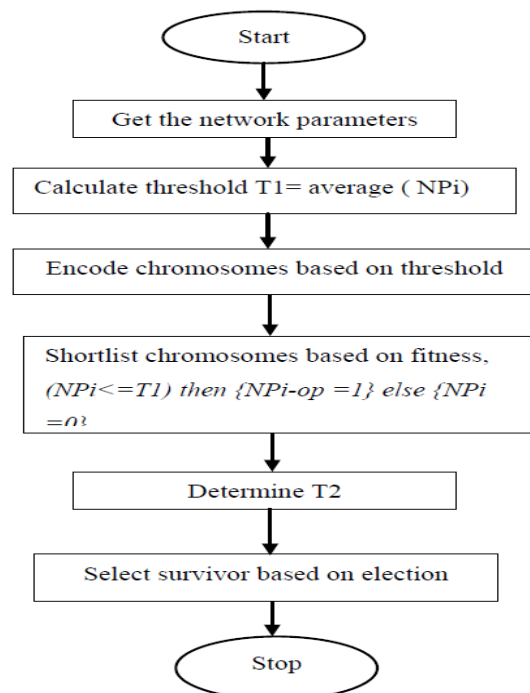 Start
Get the network parameters
Calculate threshold T1= average ( NPi)
Encode chromosomes based on threshold
Shortlist chromosomes based on fitness,
(NPi<=T1) then {NPi-op =1} else {NPi
=0}
Determine T2
Select survivor based on election
Stop